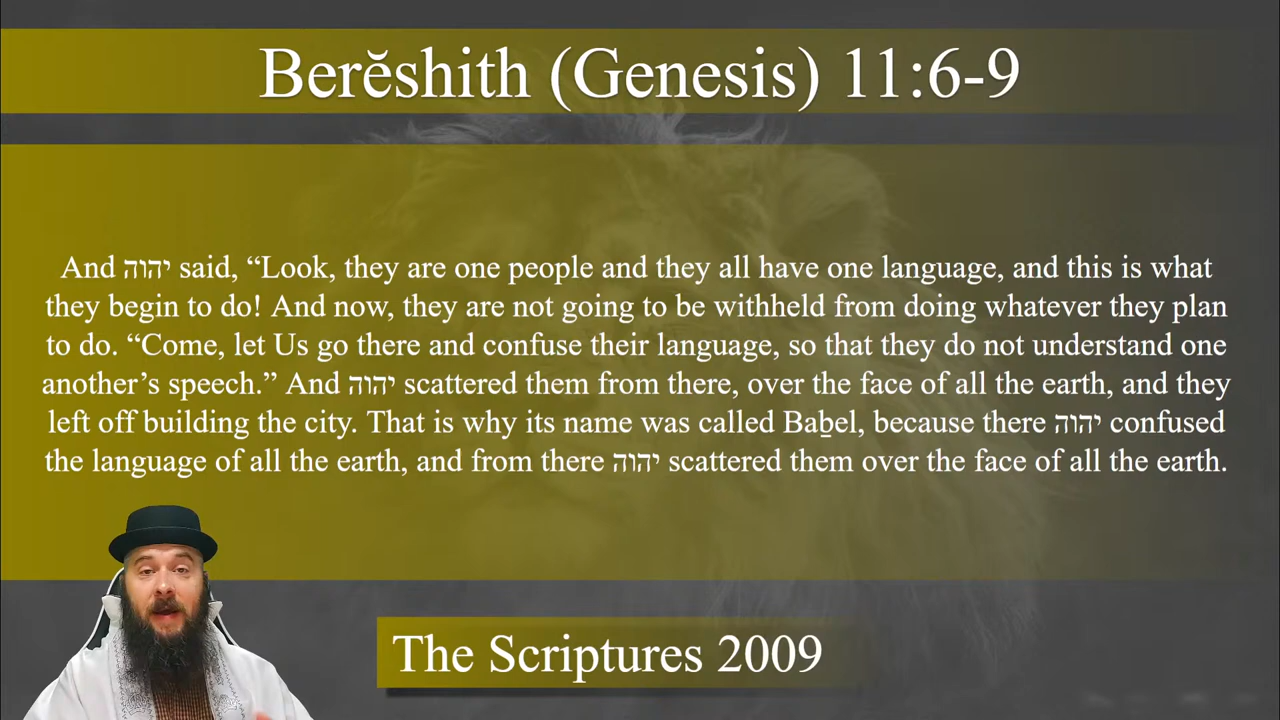 Berĕshith (Genesis) 11:6-9
And יהוה said, “Look, they are one people and they all have one language, and this is what
they begin to do! And now, they are not going to be withheld from doing whatever they plan
to do. “Come, let Us go there and confuse their language, so that they do not understand one
another’s speech.” And יהוה scattered them from there, over the face of all the earth, and they
left off building the city. That is why its name was called Baḇel, because there יהוה confused
the language of all the earth, and from there יהוה scattered them over the face of all the earth.
The Scriptures 2009